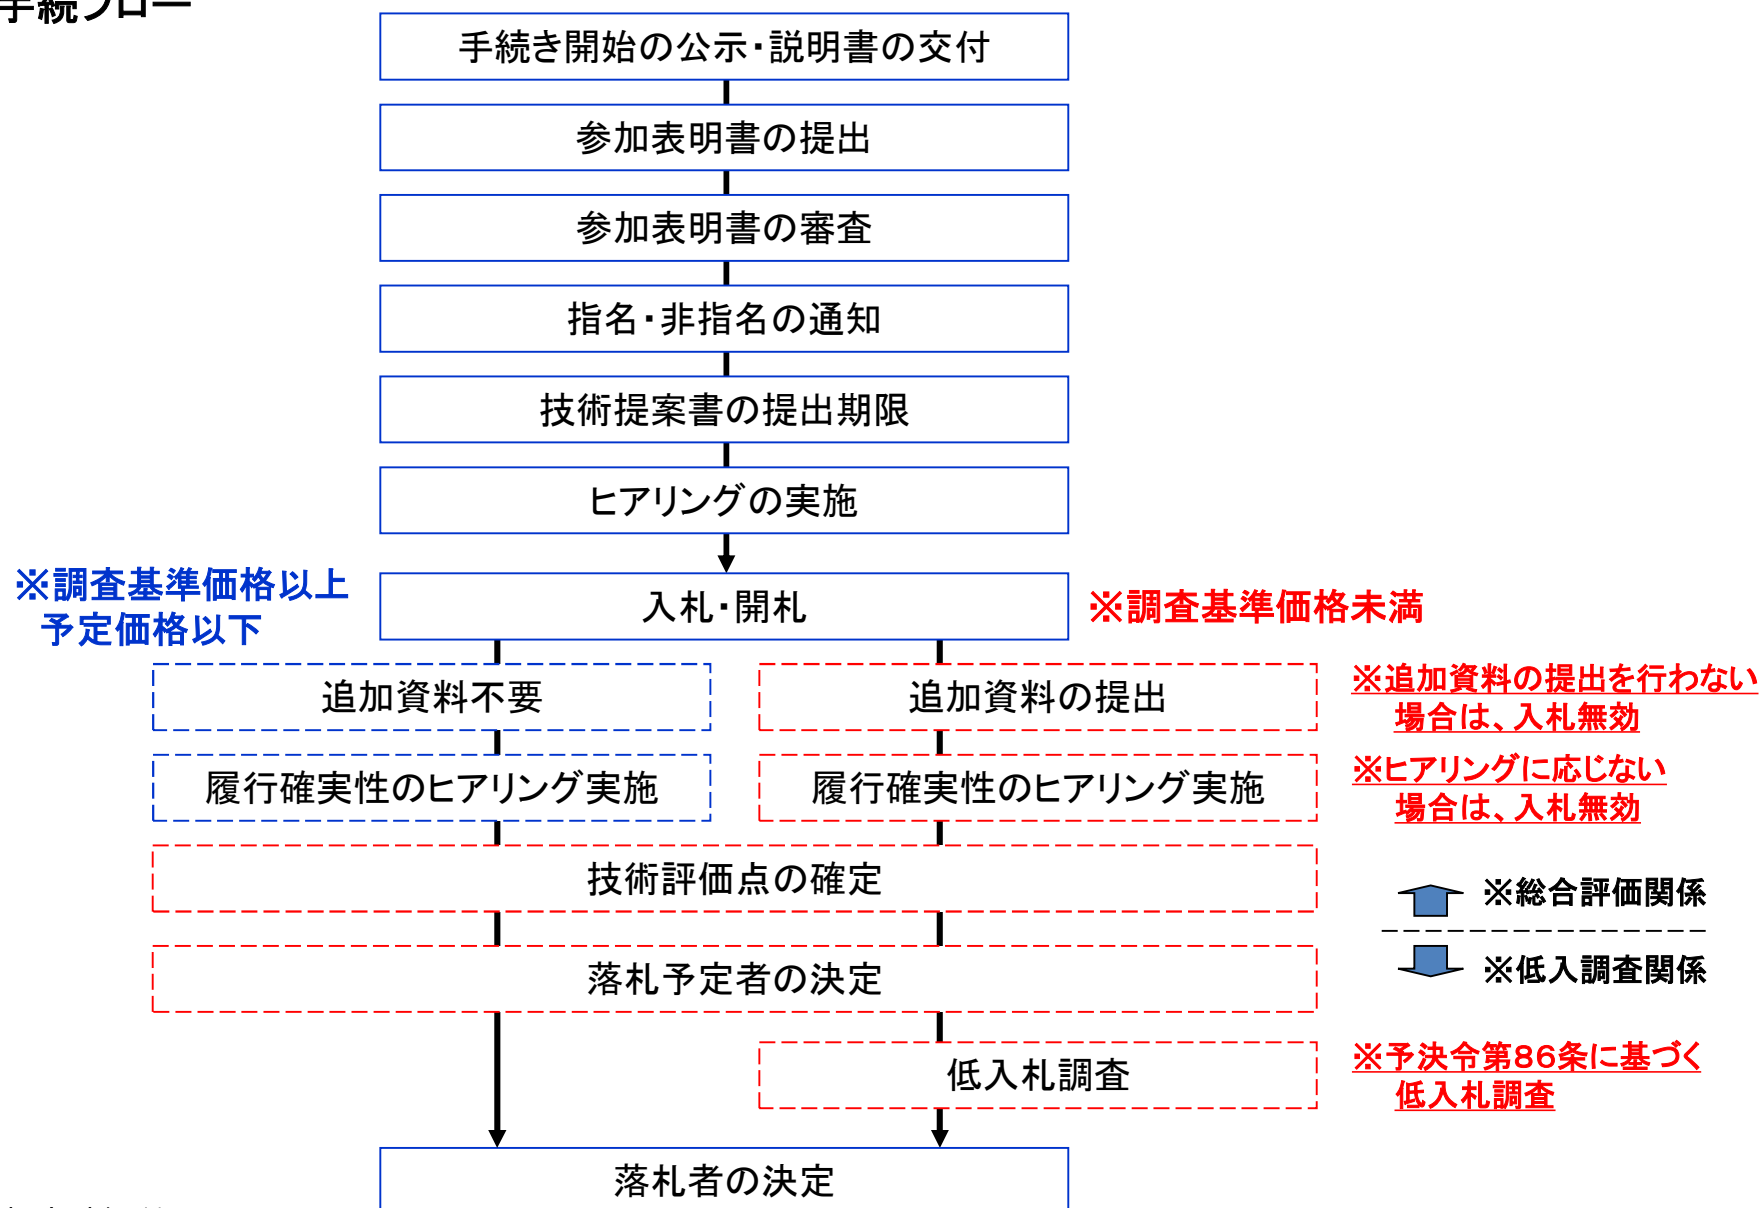 手続フロー
手続き開始の公示・説明書の交付
参加表明書の提出
参加表明書の審査
指名・非指名の通知
技術提案書の提出期限
ヒアリングの実施
※調査基準価格以上
予定価格以下
入札・開札
※調査基準価格未満
追加資料不要
追加資料の提出
※追加資料の提出を行わない
場合は、入札無効
履行確実性のヒアリング実施
履行確実性のヒアリング実施
※ヒアリングに応じない
場合は、入札無効
技術評価点の確定
※総合評価関係
落札予定者の決定
※低入調査関係
低入札調査
※予決令第86条に基づく
低入札調査
落札者の決定